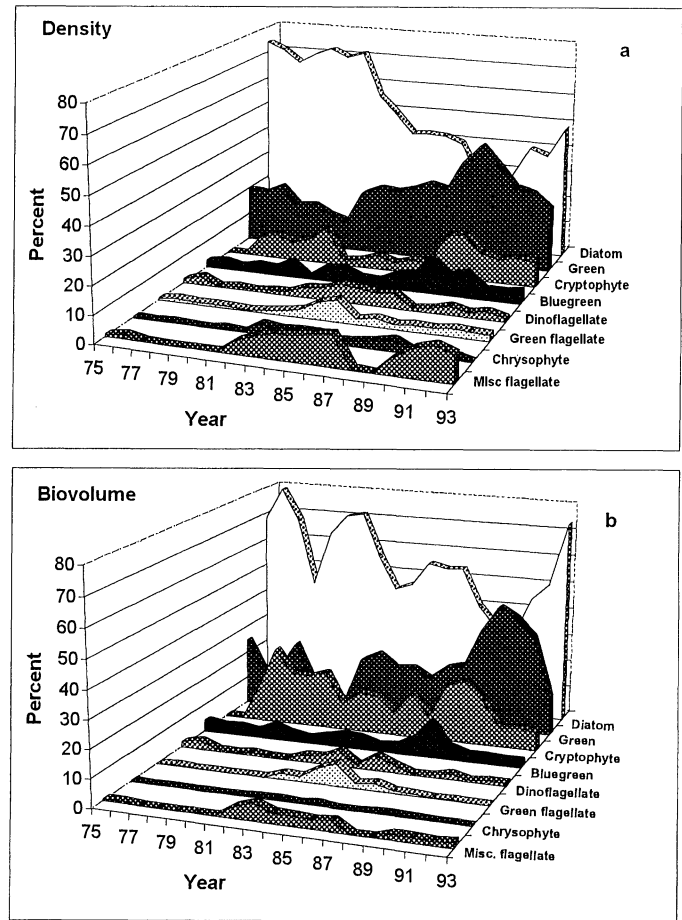 Density
a
80
70
60
50
40
30
20
10
0
Percent
75 77 79 81 83 85 87 89 91 93
Year
Diatom
Green
Cryptophyte
Bluegreen
Dinoflagellate
Green flagellate
Chrysophyte
Misc flagellate
Biovolume
b
80
70
60
50
40
30
20
10
0
Percent
75 77 79 81 83 85 87 89 91 93
Year
Diatom
Green
Cryptophyte
Bluegreen
Dinoflagellate
Green flagellate
Chrysophyte
Misc. flagellate